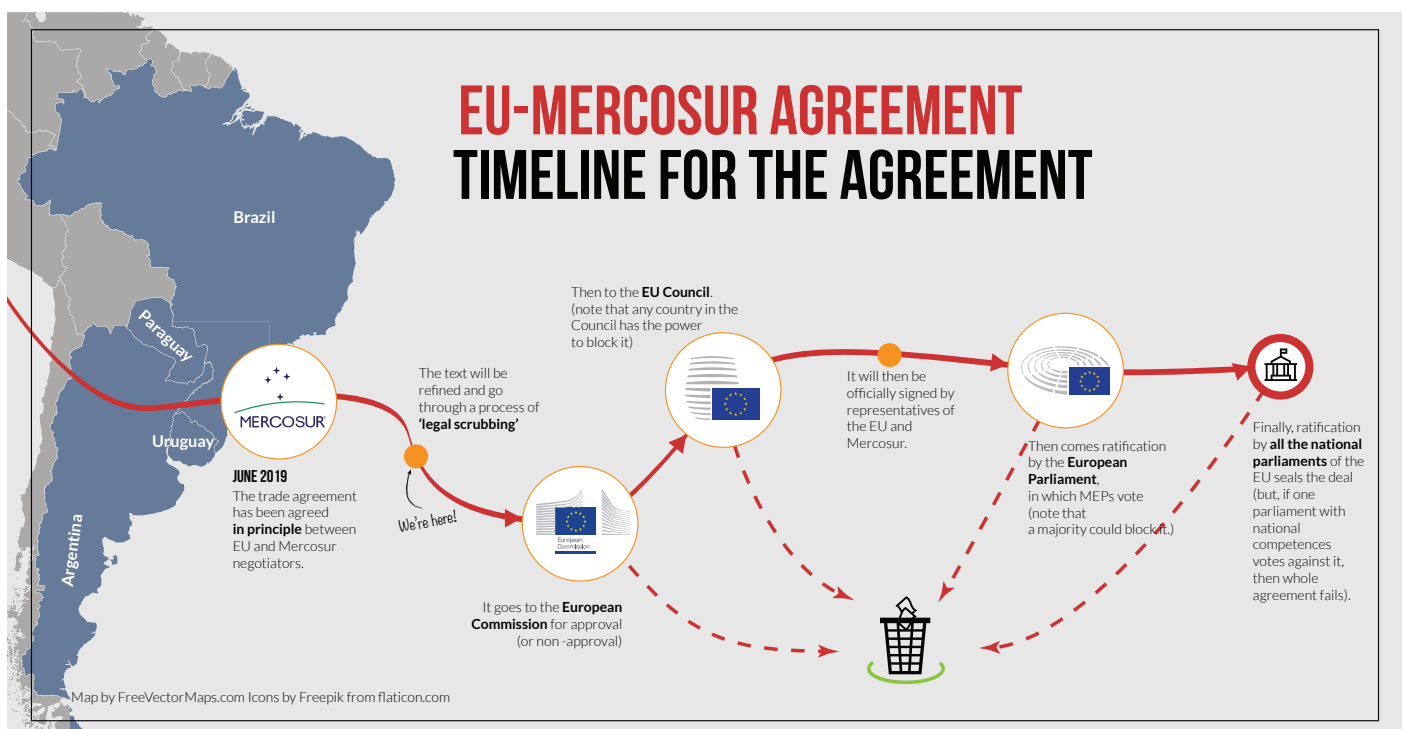 EU-MERCOSUR AGREEMENT
TIMELINE FOR THE AGREEMENT
Brazil
Paraguay
Uruguay
Argentina
MERCOSUR
JUNE 2019
The trade agreement
has been agreed
in principle between
EU and Mercosur
negotiators.
The text will be
refined and go
through a process of
‘legal scrubbing’
We're here!
European
Commission
It goes to the European
Commission for approval
(or non -approval)
Then to the EU Council.
(note that any country in the
Council has the power
to block it)
It will then be
officially signed by
representatives of
the EU and
Mercosur.
Then comes ratification
by the European
Parliament,
in which MEPs vote
(note that
a majority could block it.)
Finally, ratification
by all the national
parliaments of the
EU seals the deal
(but, if one
parliament with
national
competences
votes against it,
then whole
agreement fails).
Map by FreeVectorMaps.com Icons by Freepik from flaticon.com